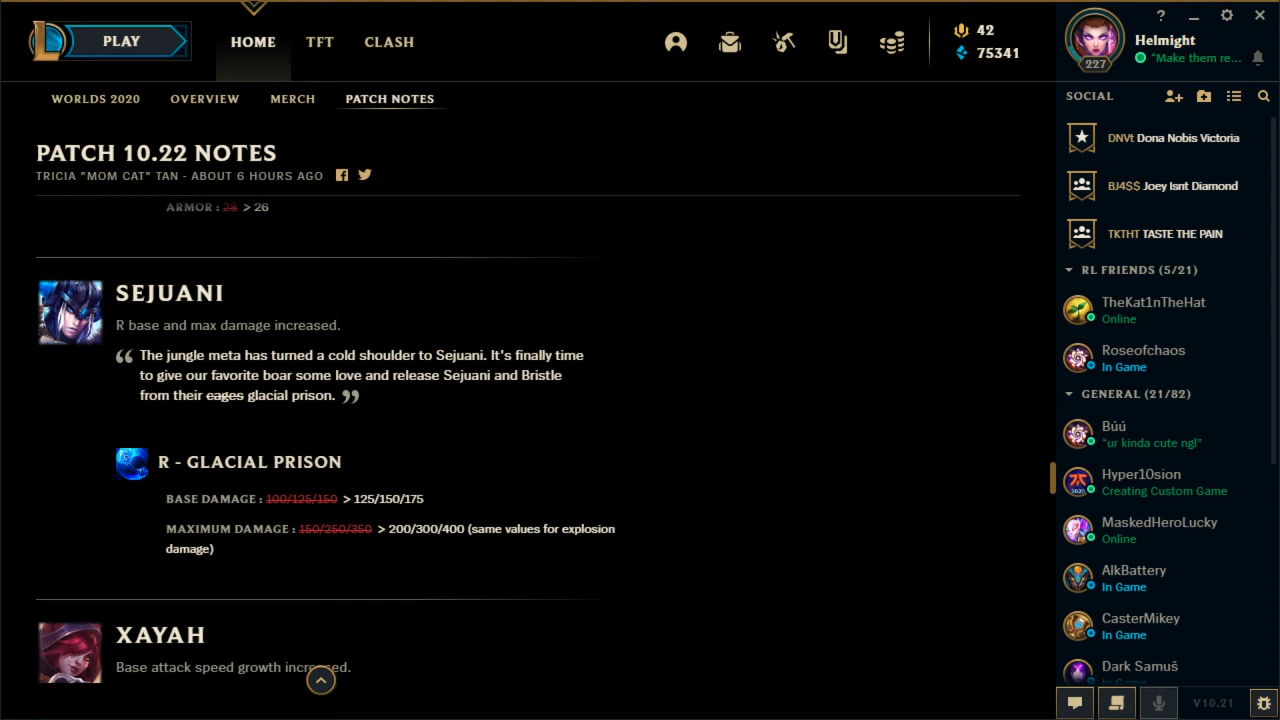 PLAY
HOME
TFT
CLASH
42
75341
?
227
Helmight
"Make them re...
WORLDS 2020
OVERVIEW
MERCH
PATCH NOTES
PATCH 10.22 NOTES
TRICIA "MOM CAT" TAN - ABOUT 6 HOURS AGO
ARMOR : 28 > 26
SEJUANI
R base and max damage increased.
“ The jungle meta has turned a cold shoulder to Sejuani. It's finally time
to give our favorite boar some love and release Sejuani and Bristle
from their cages glacial prison. ”
R - GLACIAL PRISON
BASE DAMAGE : 100/125/150 > 125/150/175
MAXIMUM DAMAGE : 150/250/350 > 200/300/400 (same values for explosion
damage)
XAYAH
Base attack speed growth increased.
SOCIAL
DNVt Dona Nobis Victoria
BJ4$$ Joey Isnt Diamond
TKTHT TASTE THE PAIN
RL FRIENDS (5/21)
TheKat1nTheHat
Online
Roseofchaos
In Game
GENERAL (21/82)
Búú
"ur kinda cute ngl"
Hyper10sion
Creating Custom Game
MaskedHeroLucky
Online
AlkBattery
In Game
CasterMikey
In Game
Dark Samuš
In Game
V10.21